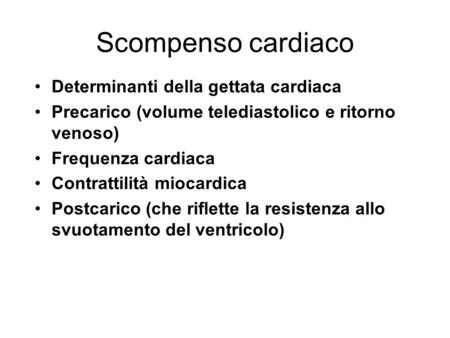 Scompenso cardiaco
• Determinanti della gettata cardiaca
• Precarico (volume telediastolico e ritorno
venoso)
• Frequenza cardiaca
• Contrattilità miocardica
• Postcarico (che riflette la resistenza allo
svuotamento del ventricolo)